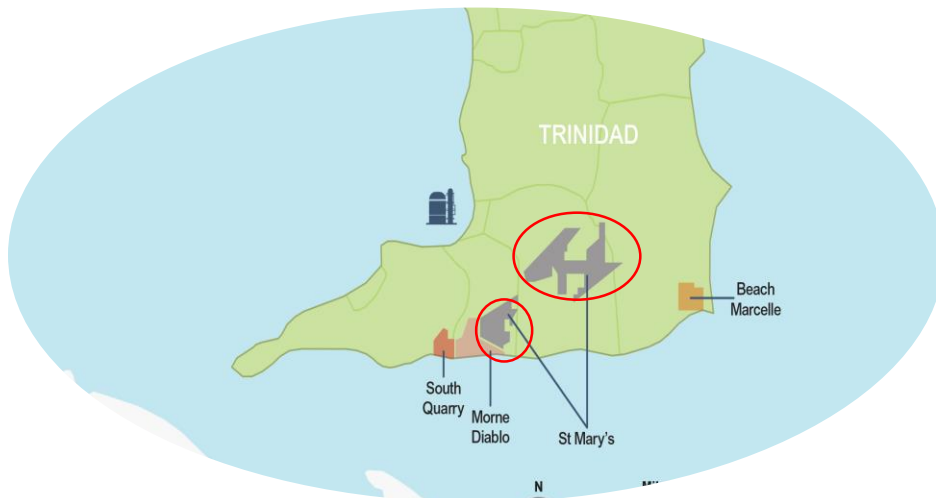 TRINIDAD
Beach
Marcelle
South
Quarry
Morne
Diablo
St Mary's
N